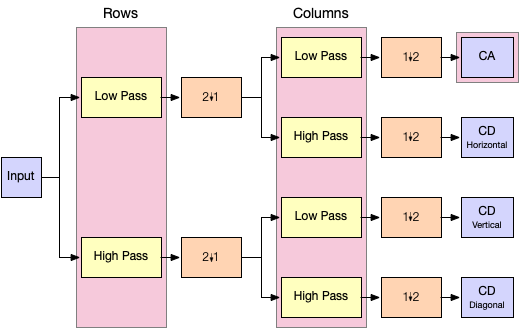 Rows
Columns
Low Pass
1↓2
CA
Low Pass
2↓1
High Pass
1↓2
CD
Horizontal
Input
Low Pass
1↓2
CD
Vertical
High Pass
2↓1
High Pass
1↓2
CD
Diagonal